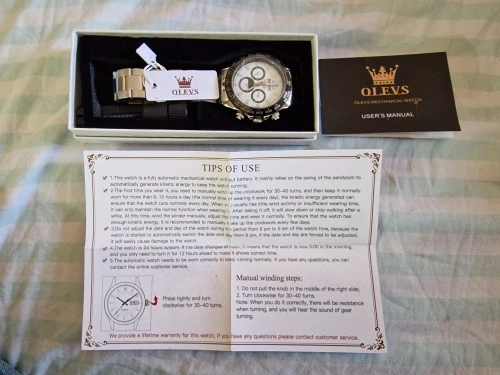 OLEVS
OLEVS
OLEVS MECHANICAL WATCH
USER'S MANUAL
TIPS OF USE
1.This watch is a fully automatic mechanical watch without battery. It mainly relies on the swing of the pendulum to
automatically generate kinetic energy to keep the watch running.
2.The first time you wear it, you need to manually wind up the clockwork for 30-40 turns, and then keep it normally
worn for more than 8-10 hours a day (the normal time of wearing it every day), the kinetic energy generated can
ensure that the watch runs normally every day. When you usually has little wrist activity or insufficient wearing time,
it can only maintain the normal function when wearing it, after taking it off, it will slow down or stop walking after a
while. At this time, wind the winder manually, adjust the time and wear it normally. To ensure that the watch has
enough kinetic energy, it is recommended to make up the clockwork every few days.
3.Do not adjust the date and day of the watch during the period from 8 pm to 5 am of the watch time, because the
watch is started to automatically switch the date and day from 8 pm, if the date and day are forced to be adjusted,
it will easily cause damage to the watch.
4.The watch is 24 hours system, if the date changes at noon, it means that the watch is now 0:00 in the morning,
and you only need to turn it for 12 hours ahead to make it shows correct time.
5.The automatic watch needs to be worn correctly to keep running normally. If you have any questions, you can
contact the online customer service.
Press tightly and turn
clockwise for 30-40 turns.
Manual winding steps:
1. Do not pull the knob in the middle of the right side,
2. Turn clockwise for 30-40 turns.
Note: When you do it correctly, there will be resistance
when turning, and you will hear the sound of gear
turning.
We provide a lifetime warranty for this watch, if you have any questions please contact customer service.